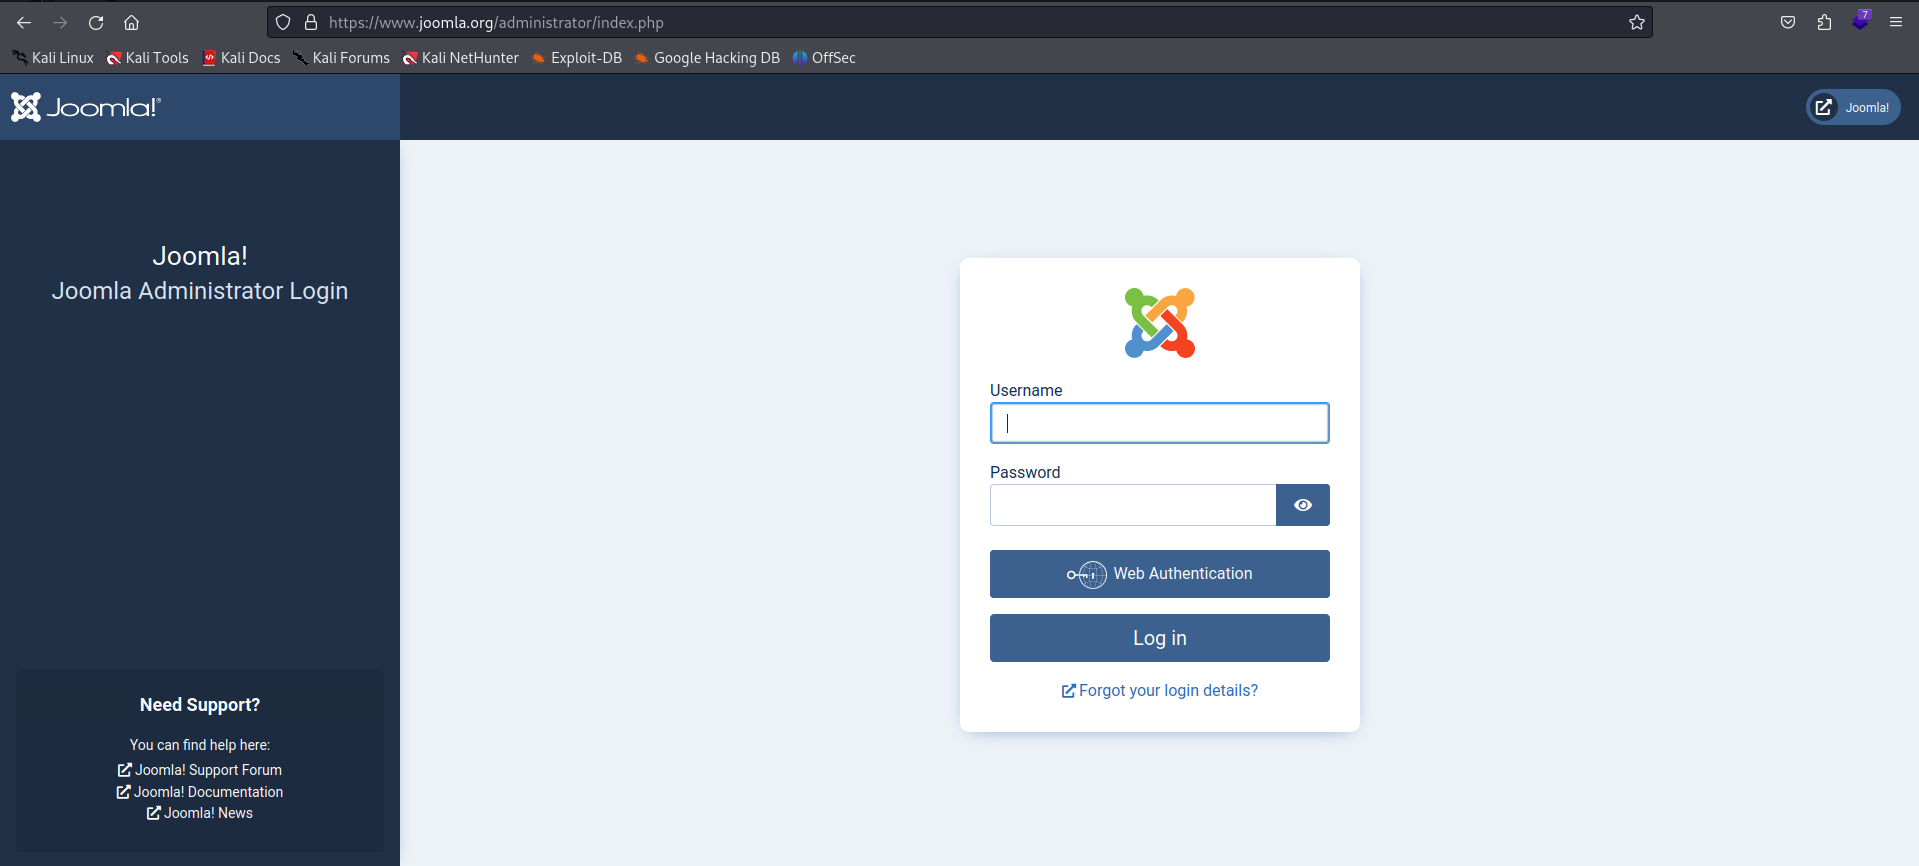 https://www.joomla.org/administrator/index.php
7
Kali Linux Kali Tools Kali Docs Kali Forums Kali NetHunter Exploit-DB Google Hacking DB OffSec
Joomla!®
Joomla!
Joomla!
Joomla Administrator Login
Username
Password
Web Authentication
Log in
Forgot your login details?
Need Support?
You can find help here:
Joomla! Support Forum
Joomla! Documentation
Joomla! News